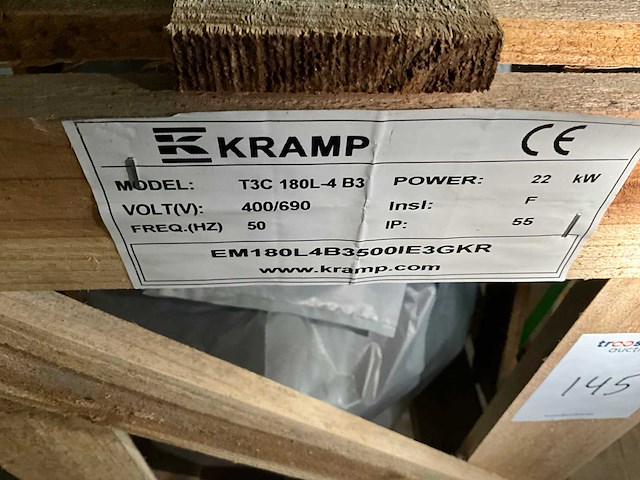 KRAMP
CE
MODEL: T3C 180L-4 B3 POWER: 22 kW
VOLT(V): 400/690 Insl: F
FREQ.(HZ) 50 IP: 55
EM180L4B3500IE3GKR
www.kramp.com
145